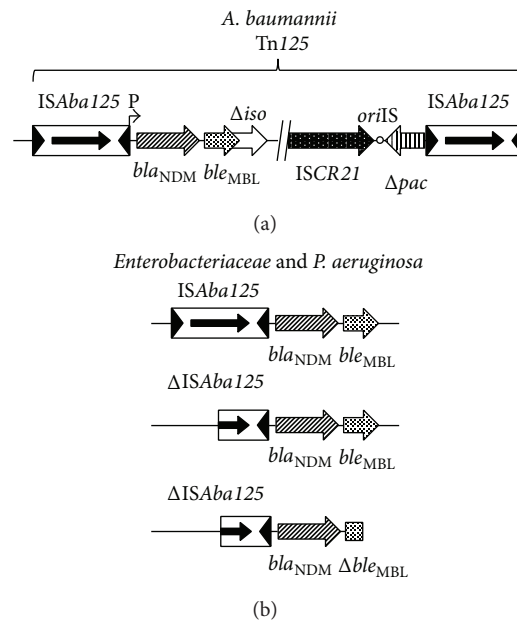 A. baumannii
Tn125
ISAba125 P Δiso oriIS ISAba125
blaNDM bleMBL ISCR21 Δpac
(a)
Enterobacteriaceae and P. aeruginosa
ISAba125
blaNDM bleMBL
ΔISAba125
blaNDM bleMBL
ΔISAba125
blaNDM ΔbleMBL
(b)